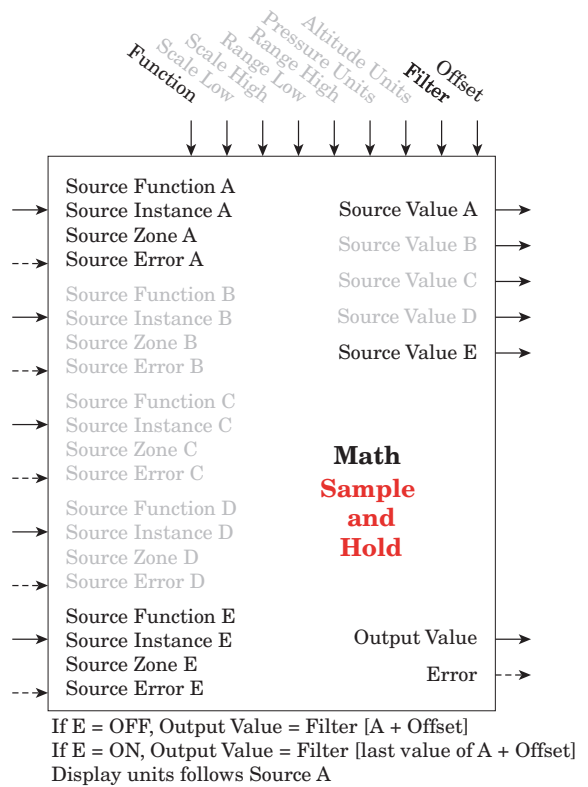 Function
Scale Low
Scale High
Range Low
Range High
Pressure Units
Altitude Units
Filter
Offset
Source Function A
Source Instance A
Source Zone A
Source Error A
Source Function B
Source Instance B
Source Zone B
Source Error B
Source Function C
Source Instance C
Source Zone C
Source Error C
Source Function D
Source Instance D
Source Zone D
Source Error D
Source Function E
Source Instance E
Source Zone E
Source Error E
Source Value A
Source Value B
Source Value C
Source Value D
Source Value E
Math
Sample
and
Hold
Output Value
Error
If E = OFF, Output Value = Filter [A + Offset]
If E = ON, Output Value = Filter [last value of A + Offset]
Display units follows Source A